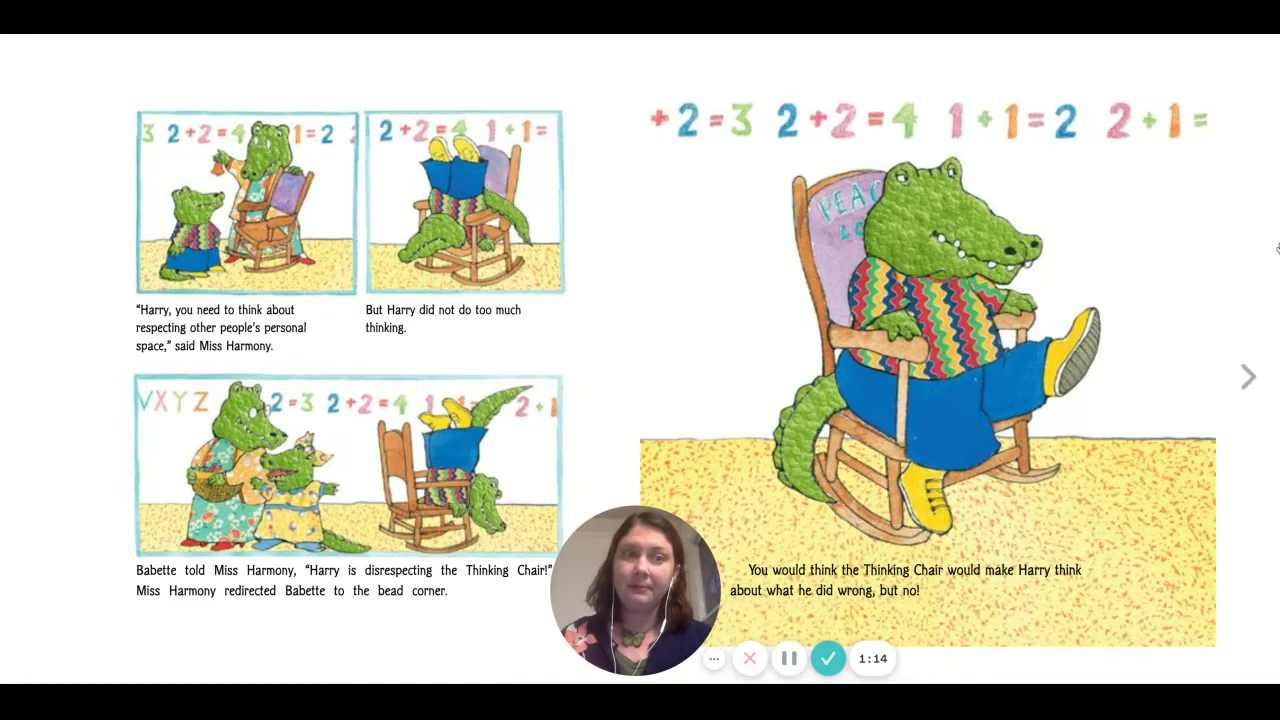 3 2+2=4 1=2
2+2=4 1+1=
"Harry, you need to think about
respecting other people's personal
space," said Miss Harmony.
But Harry did not do too much
thinking.
VXYZ 2=3 2+2=4 1 2+1
Babette told Miss Harmony, "Harry is disrespecting the Thinking Chair!"
Miss Harmony redirected Babette to the bead corner.
+2=3 2+2=4 1+1=2 2+1=
PEAC
You would think the Thinking Chair would make Harry think
about what he did wrong, but no!
1:14